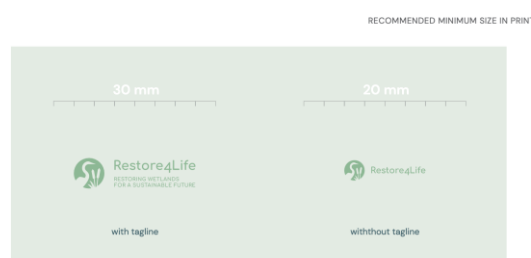 RECOMMENDED MINIMUM SIZE IN PRINT
30 mm
20 mm
Restore4Life
RESTORING WETLANDS
FOR A SUSTAINABLE FUTURE
Restore4Life
with tagline
withthout tagline